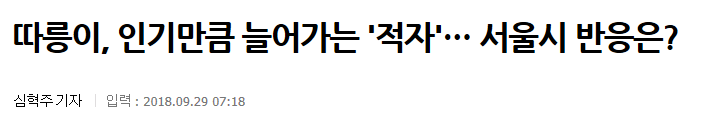 따릉이, 인기만큼 늘어가는 '적자'… 서울시 반응은?
심혁주 기자 | 입력 : 2018.09.29 07:18